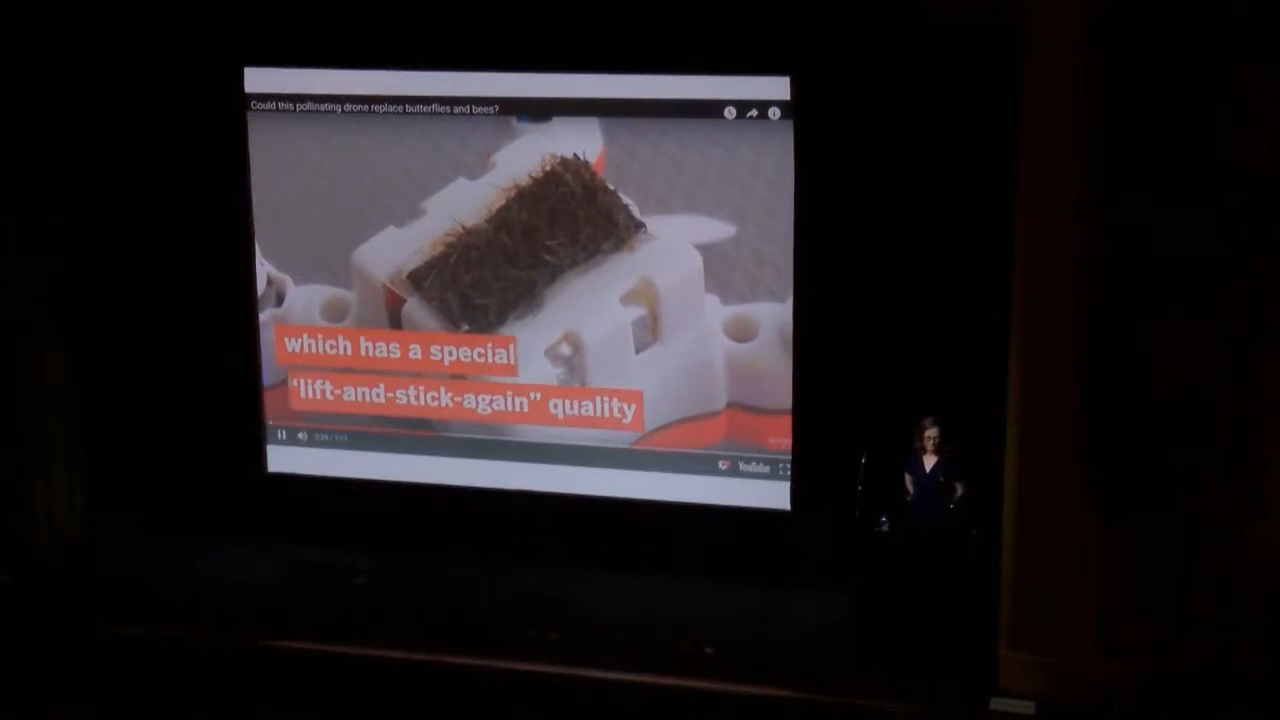 Could this pollinating drone replace butterflies and bees?
which has a special
‘lift-and-stick-again” quality
YouTube